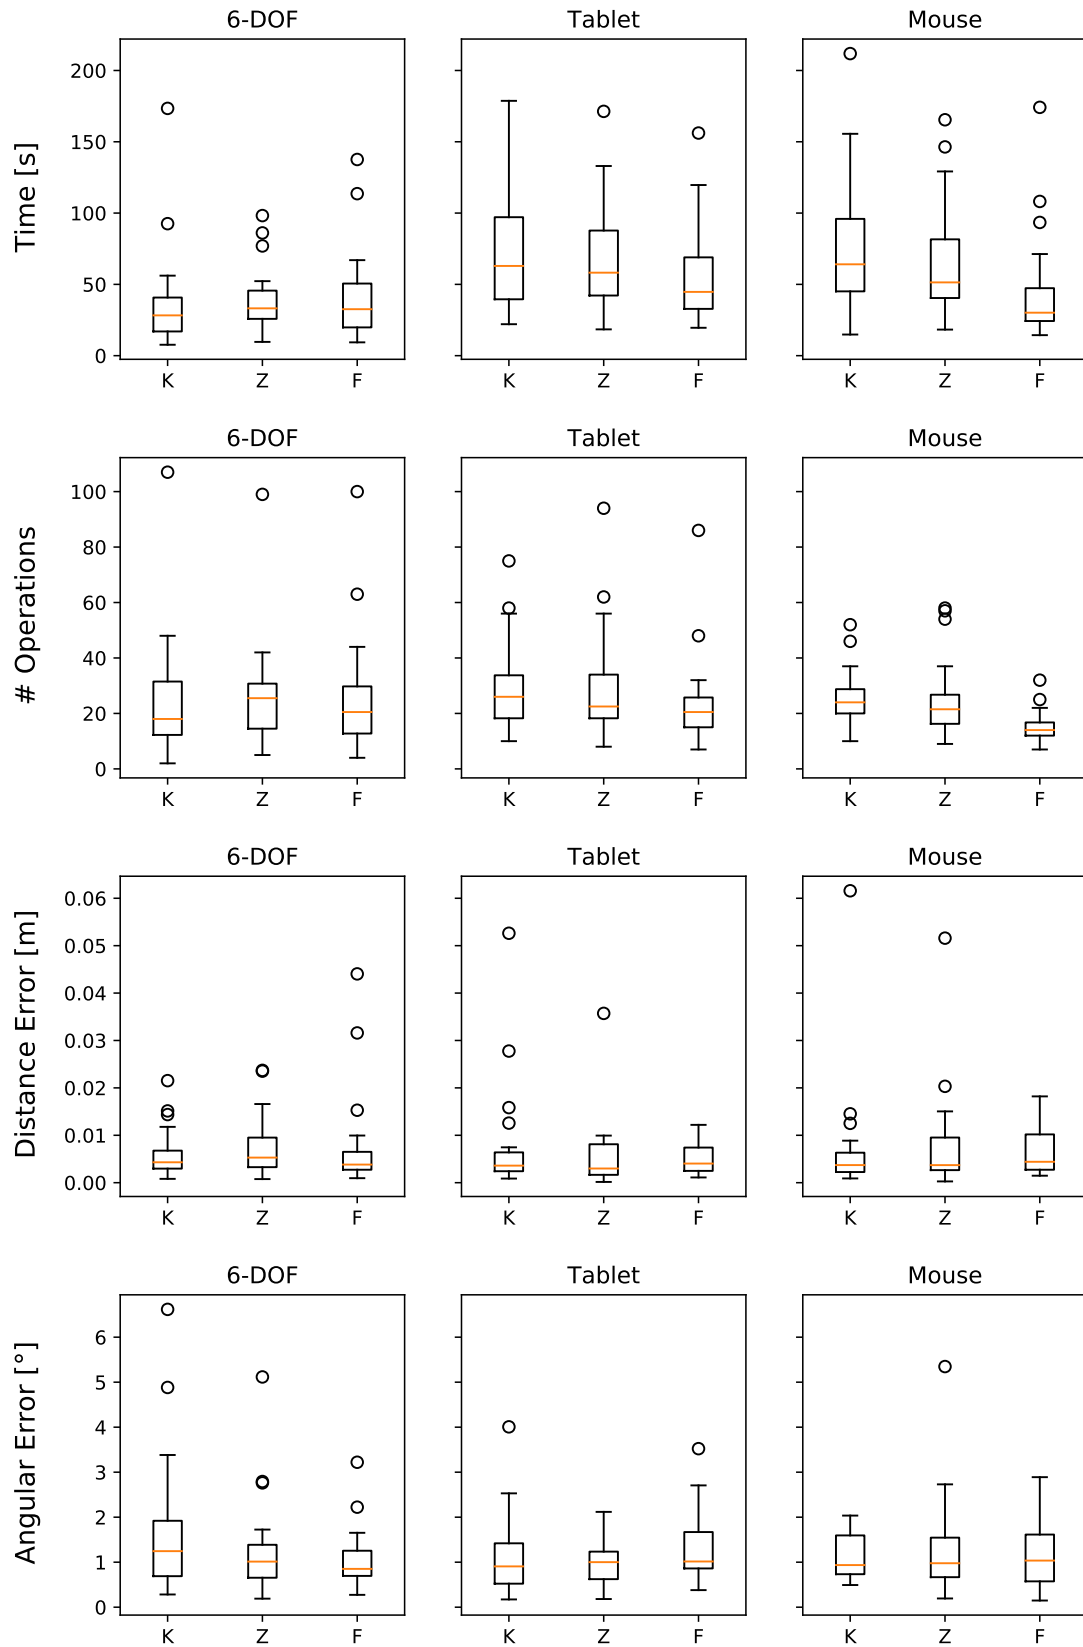 6-DOF Tablet Mouse
Time [s]
200
150
100
50
0
K Z F K Z F K Z F
6-DOF Tablet Mouse
# Operations
100
80
60
40
20
0
K Z F K Z F K Z F
6-DOF Tablet Mouse
Distance Error [m]
0.06
0.05
0.04
0.03
0.02
0.01
0.00
K Z F K Z F K Z F
6-DOF Tablet Mouse
Angular Error [°]
6
5
4
3
2
1
0
K Z F K Z F K Z F